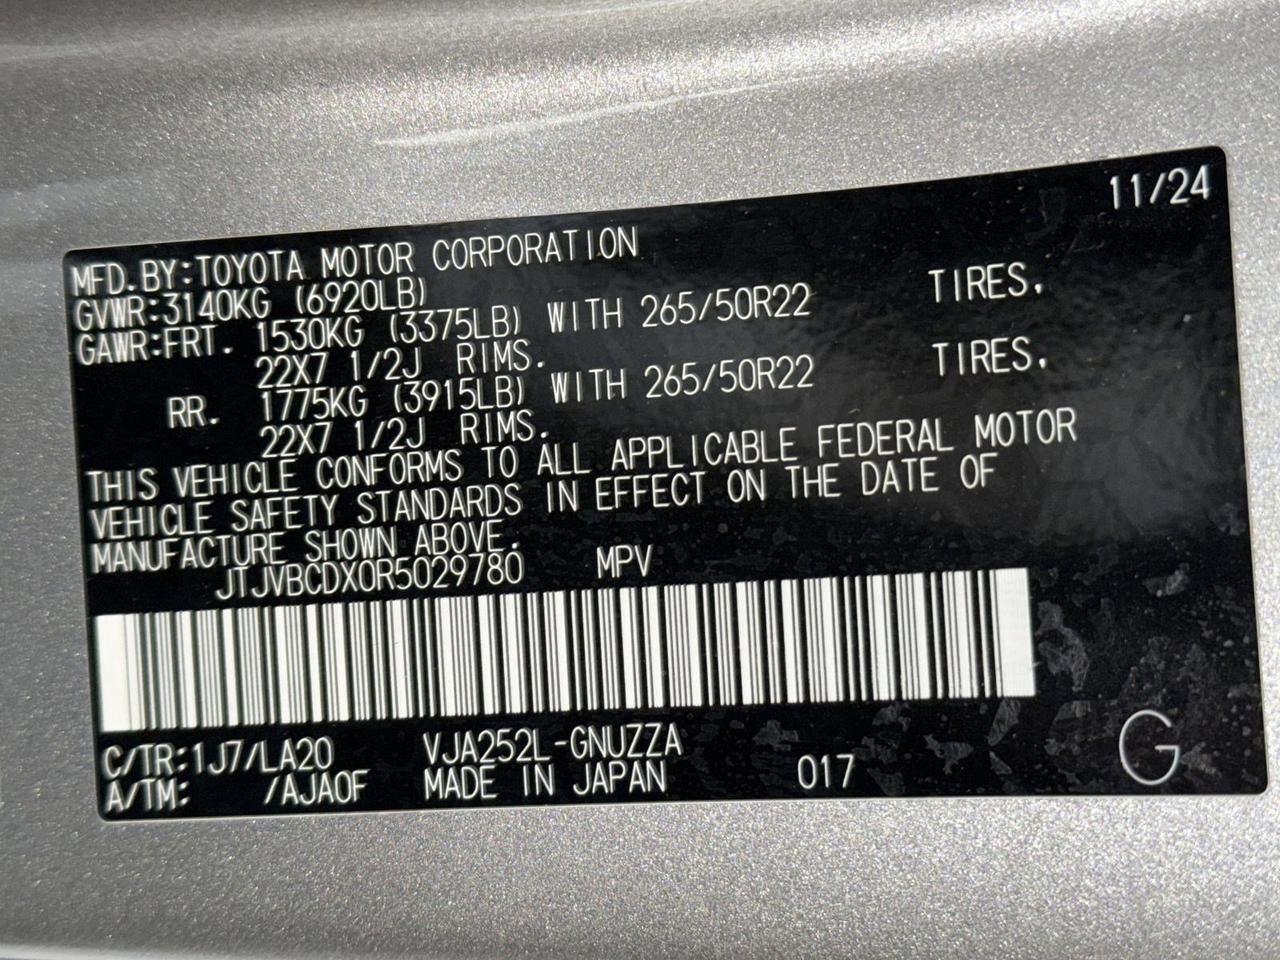 11/24
MFD.BY:TOYOTA MOTOR CORPORATION
GVWR:3140KG (6920LB)
GAWR:FRT. 1530KG (3375LB) WITH 265/50R22 TIRES.
22X7 1/2J RIMS.
RR. 1775KG (3915LB) WITH 265/50R22 TIRES.
22X7 1/2J RIMS.
THIS VEHICLE CONFORMS TO ALL APPLICABLE FEDERAL MOTOR
VEHICLE SAFETY STANDARDS IN EFFECT ON THE DATE OF
MANUFACTURE SHOWN ABOVE.
JTJVBCDX0R5029780 MPV
C/TR:1J7/LA20 VJA252L-GNUZZA
A/TM: /AJA0F MADE IN JAPAN 017 G